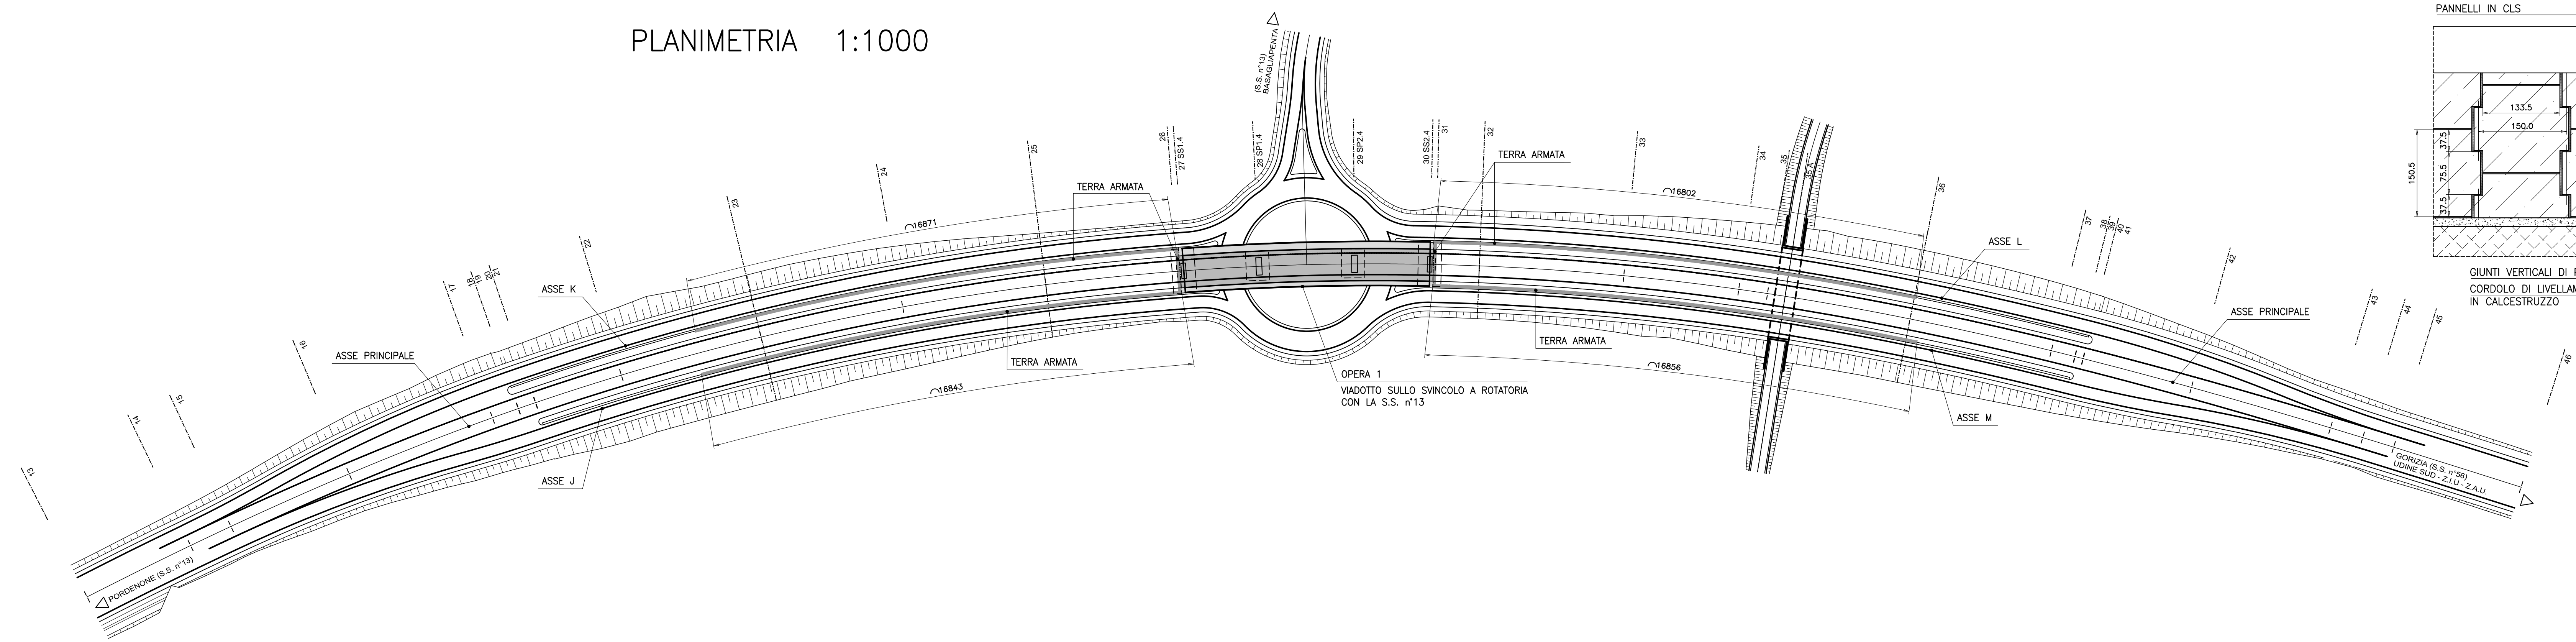 PLANIMETRIA 1:1000
(S.S. n°13)
BASAGLIAPENTA
13
14
15
16
17
18
19
20
21
22
23
24
25
26
27 SS1.4
28 SP1.4
29 SP2.4
30 SS2.4
31
32
33
34
35
35 A
36
37
38
39
40
41
42
43
44
45
46
TERRA ARMATA
TERRA ARMATA
16871
16802
ASSE K
ASSE L
ASSE PRINCIPALE
ASSE PRINCIPALE
TERRA ARMATA
TERRA ARMATA
16843
16856
OPERA 1
VIADOTTO SULLO SVINCOLO A ROTATORIA
CON LA S.S. n°13
ASSE J
ASSE M
PORDENONE (S.S. n°13)
GORIZIA (S.S. n°56)
UDINE SUD - Z.I.U - Z.A.U.
PANNELLI IN CLS
133.5
150.0
150.5
37.5
75.5
37.5
GIUNTI VERTICALI DI
CORDOLO DI
IN CALCESTRUZZO